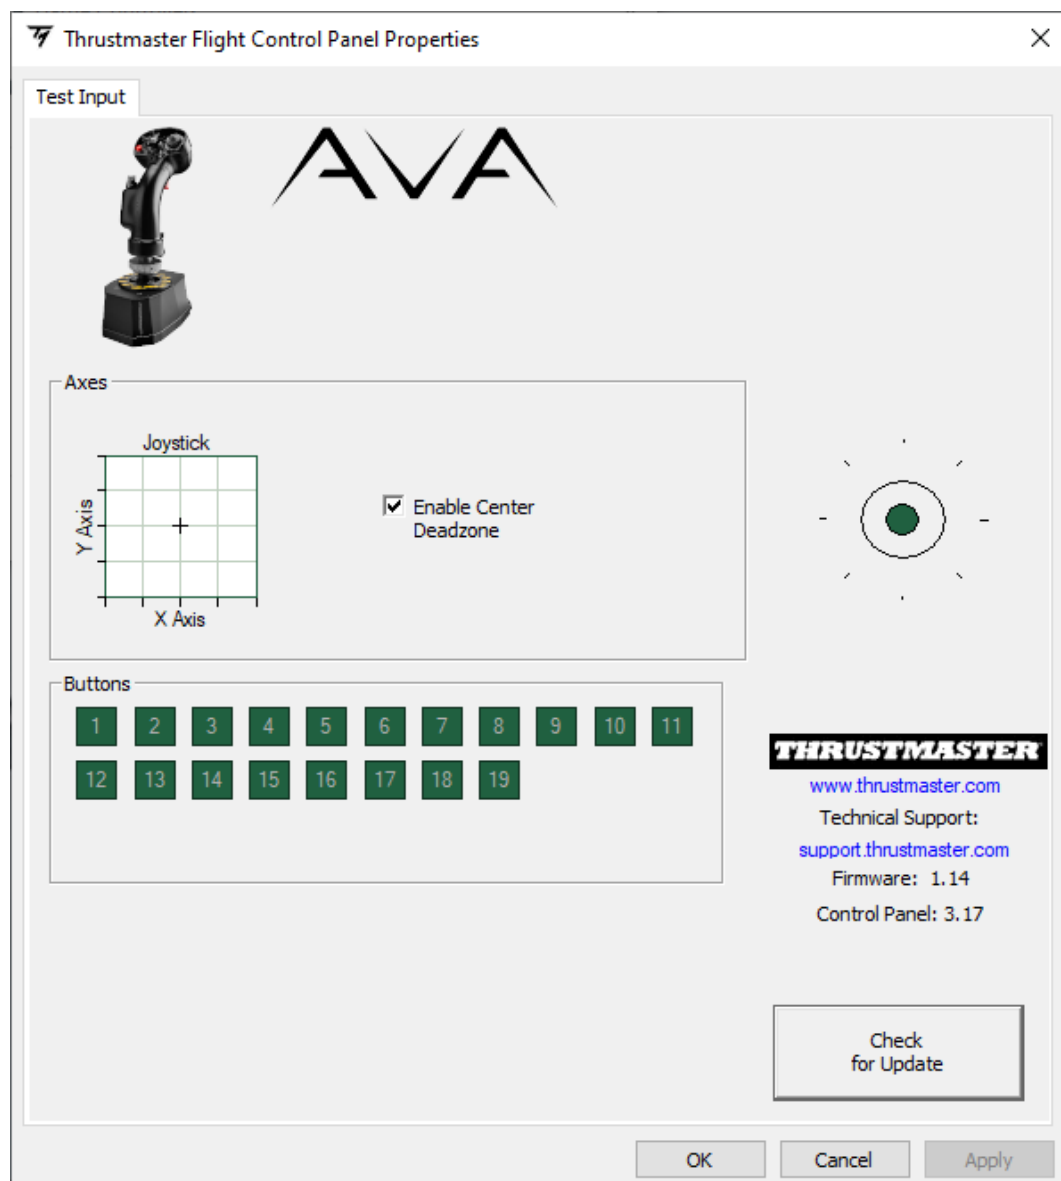 Thrustmaster Flight Control Panel Properties
Test Input
AVA
Axes
Joystick
Y Axis
X Axis
Enable Center
Deadzone
Buttons
1 2 3 4 5 6 7 8 9 10 11
12 13 14 15 16 17 18 19
THRUSTMASTER
www.thrustmaster.com
Technical Support:
support.thrustmaster.com
Firmware: 1.14
Control Panel: 3.17
Check
for Update
OK Cancel Apply